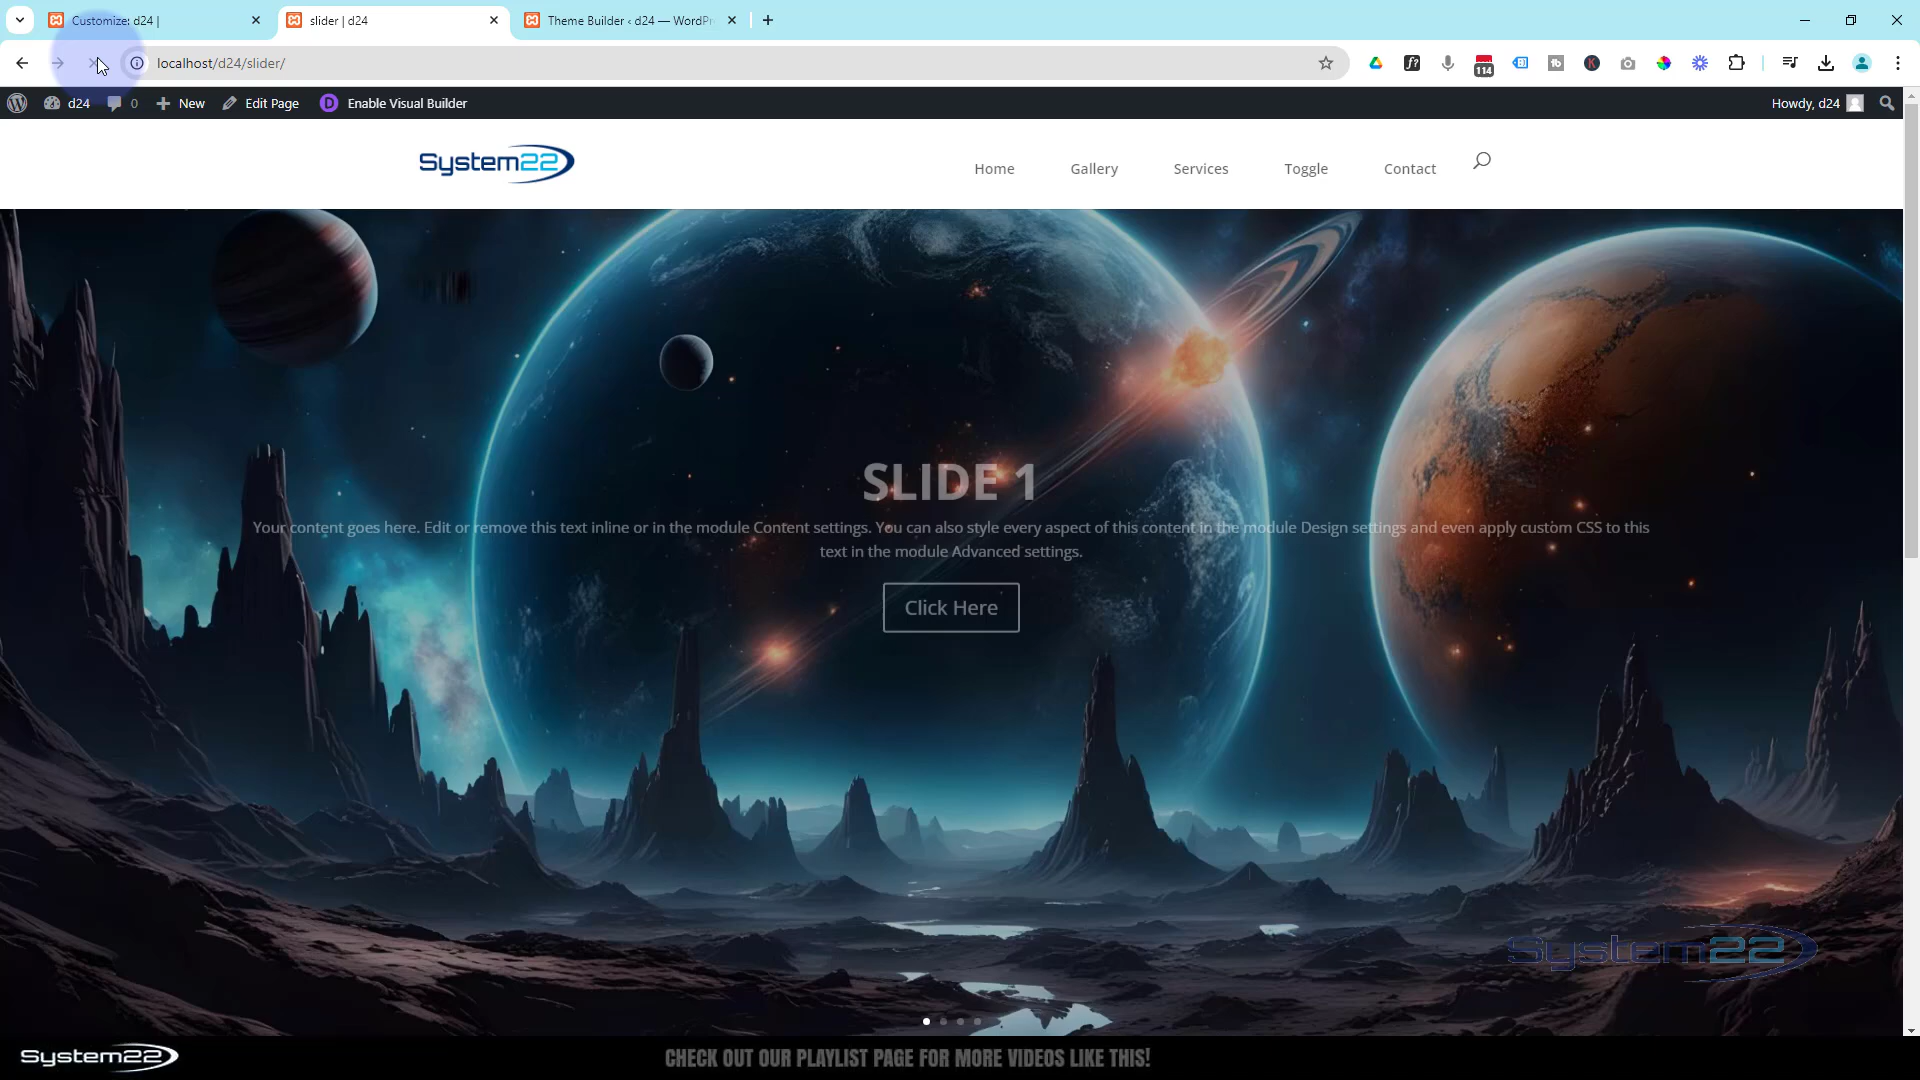 Customize: d24 |
slider | d24
Theme Builder ‹ d24 — WordPr
localhost/d24/slider/
114
d24
0
New
Edit Page
Enable Visual Builder
Howdy, d24
System22
Home
Gallery
Services
Toggle
Contact
SLIDE 1
Your content goes here. Edit or remove this text inline or in the module Content settings. You can also style every aspect of this content in the module Design settings and even apply custom CSS to this
text in the module Advanced settings.
Click Here
System22
System22
CHECK OUT OUR PLAYLIST PAGE FOR MORE VIDEOS LIKE THIS!